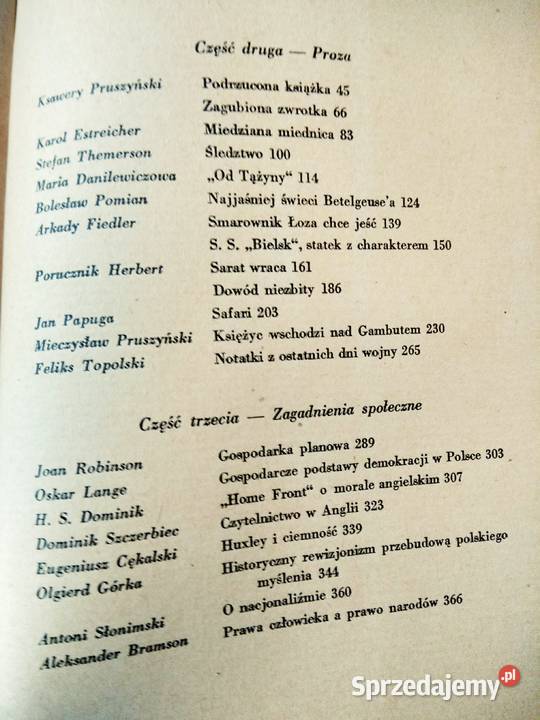 Część druga — Proza
Ksawery Pruszyński Podrzucona książka 45
Zagubiona zwrotka 66
Karol Estreicher Miedziana miednica 83
Stefan Themerson Śledztwo 100
Maria Danilewiczowa „Od Tążyny" 114
Bolesław Pomian Najjaśniej świeci Betelgeuse'a 124
Arkady Fiedler Smarownik Łoza chce jeść 139
S. S. „Bielsk", statek z charakterem 150
Porucznik Herbert Sarat wraca 161
Dowód niezbity 186
Jan Papuga Safari 203
Mieczysław Pruszyński Księżyc wschodzi nad Gambutem 230
Feliks Topolski Notatki z ostatnich dni wojny 265
Część trzecia — Zagadnienia społeczne
Joan Robinson Gospodarka planowa 289
Oskar Lange Gospodarcze podstawy demokracji w Polsce 303
H. S. Dominik „Home Front" o morale angielskim 307
Dominik Szczerbiec Czytelnictwo w Anglii 323
Eugeniusz Cękalski Huxley i ciemność 339
Olgierd Górka Historyczny rewizjonizm przebudową polskiego
myślenia 344
Antoni Słonimski O nacjonaliźmie 360
Aleksander Bramson Prawa człowieka a prawo narodów 366
Sprzedajemy.pl